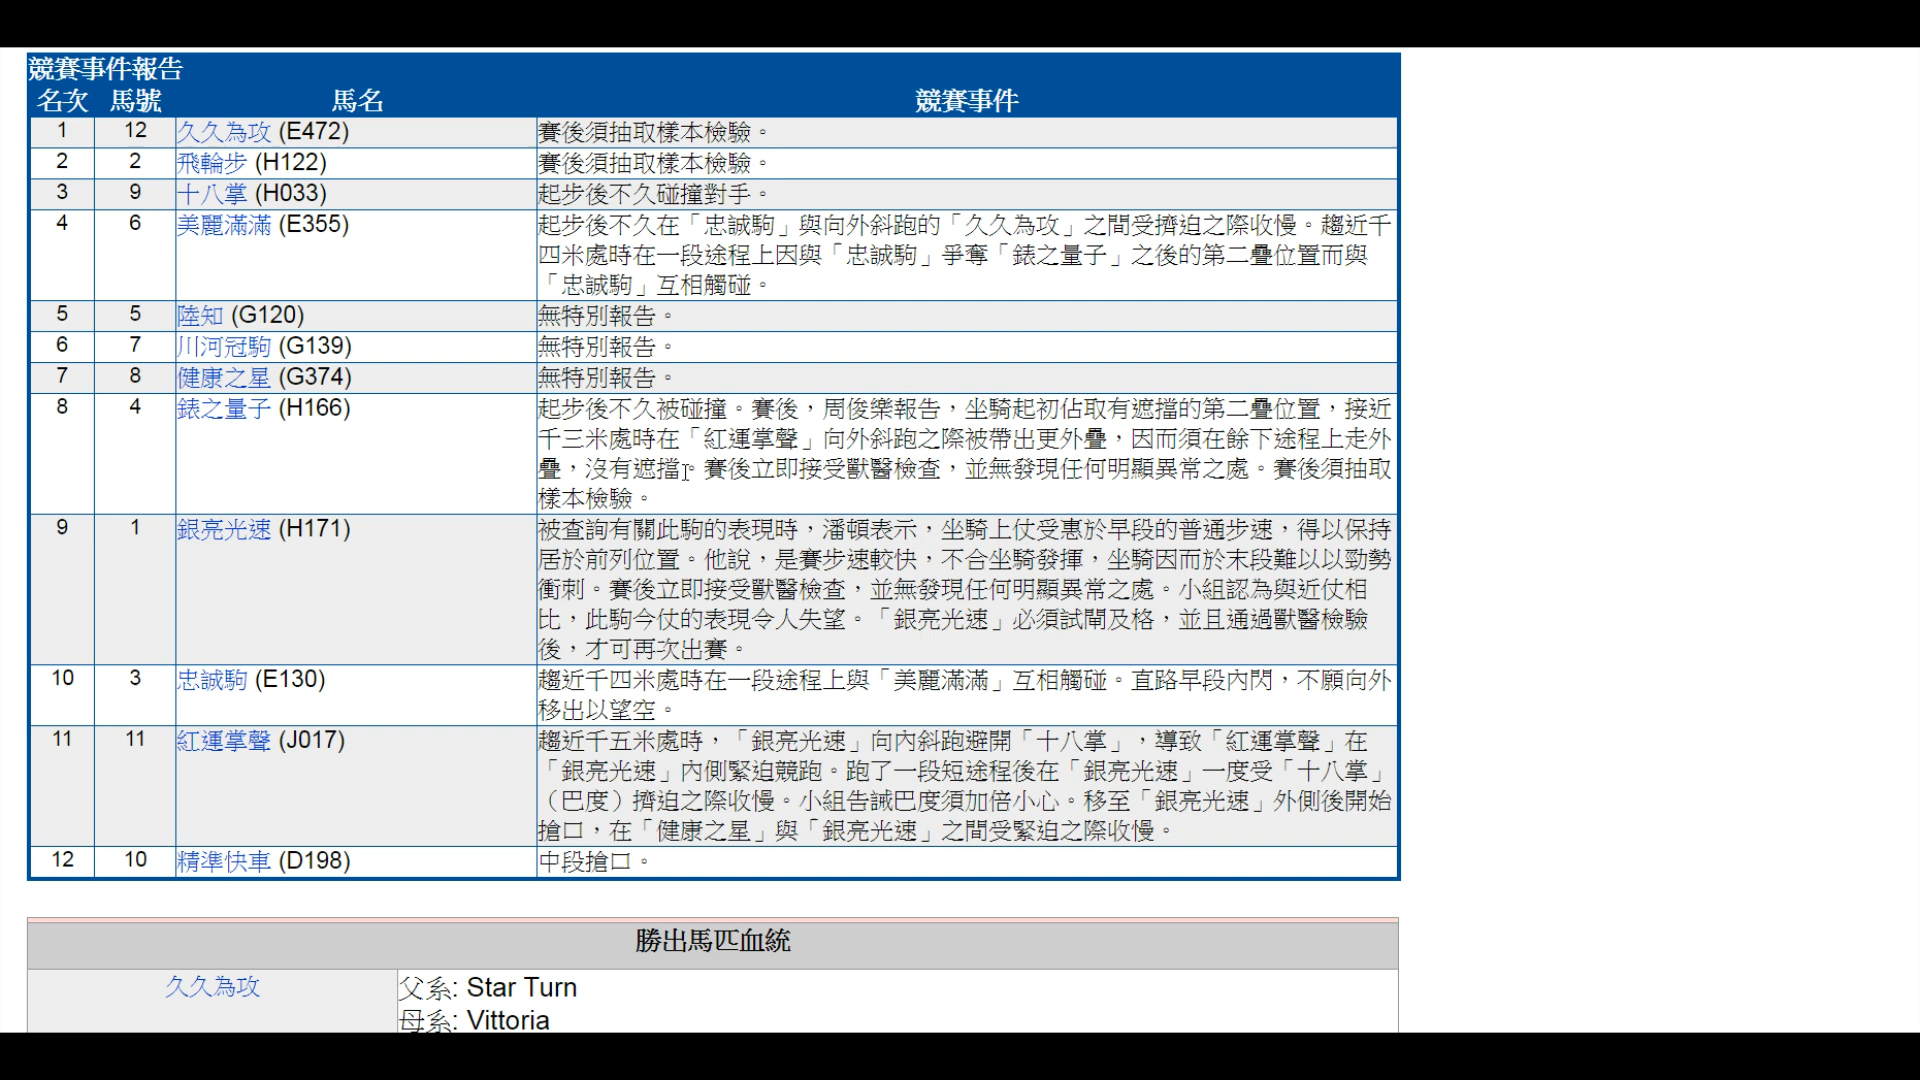 競賽事件報告
名次 馬號 馬名 競賽事件
1 12 久久為攻 (E472) 賽後須抽取樣本檢驗。
2 2 飛輪步 (H122) 賽後須抽取樣本檢驗。
3 9 十八掌 (H033) 起步後不久碰撞對手。
4 6 美麗滿滿 (E355) 起步後不久在「忠誠駒」與向外斜跑的「久久為攻」之間受擠迫之際收慢。趨近千
四米處時在一段途程上因與「忠誠駒」爭奪「錶之量子」之後的第二疊位置而與
「忠誠駒」互相觸碰。
5 5 陸知 (G120) 無特別報告。
6 7 川河冠駒 (G139) 無特別報告。
7 8 健康之星 (G374) 無特別報告。
8 4 錶之量子 (H166) 起步後不久被碰撞。賽後，周俊樂報告，坐騎起初佔取有遮擋的第二疊位置，接近
千三米處時在「紅運掌聲」向外斜跑之際被帶出更外疊，因而須在餘下途程上走外
疊，沒有遮擋。賽後立即接受獸醫檢查，並無發現任何明顯異常之處。賽後須抽取
樣本檢驗。
9 1 銀亮光速 (H171) 被查詢有關此駒的表現時，潘頓表示，坐騎上仗受惠於早段的普通步速，得以保持
居於前列位置。他說，是賽步速較快，不合坐騎發揮，坐騎因而於末段難以以勁勢
衝刺。賽後立即接受獸醫檢查，並無發現任何明顯異常之處。小組認為與近仗相
比，此駒今仗的表現令人失望。「銀亮光速」必須試閘及格，並且通過獸醫檢驗
後，才可再次出賽。
10 3 忠誠駒 (E130) 趨近千四米處時在一段途程上與「美麗滿滿」互相觸碰。直路早段內閃，不願向外
移出以望空。
11 11 紅運掌聲 (J017) 趨近千五米處時，「銀亮光速」向內斜跑避開「十八掌」，導致「紅運掌聲」在
「銀亮光速」內側緊迫競跑。跑了一段短途程後在「銀亮光速」一度受「十八掌」
（巴度）擠迫之際收慢。小組告誡巴度須加倍小心。移至「銀亮光速」外側後開始
搶口，在「健康之星」與「銀亮光速」之間受緊迫之際收慢。
12 10 精準快車 (D198) 中段搶口。
勝出馬匹血統
久久為攻 父系: Star Turn
母系: Vittoria